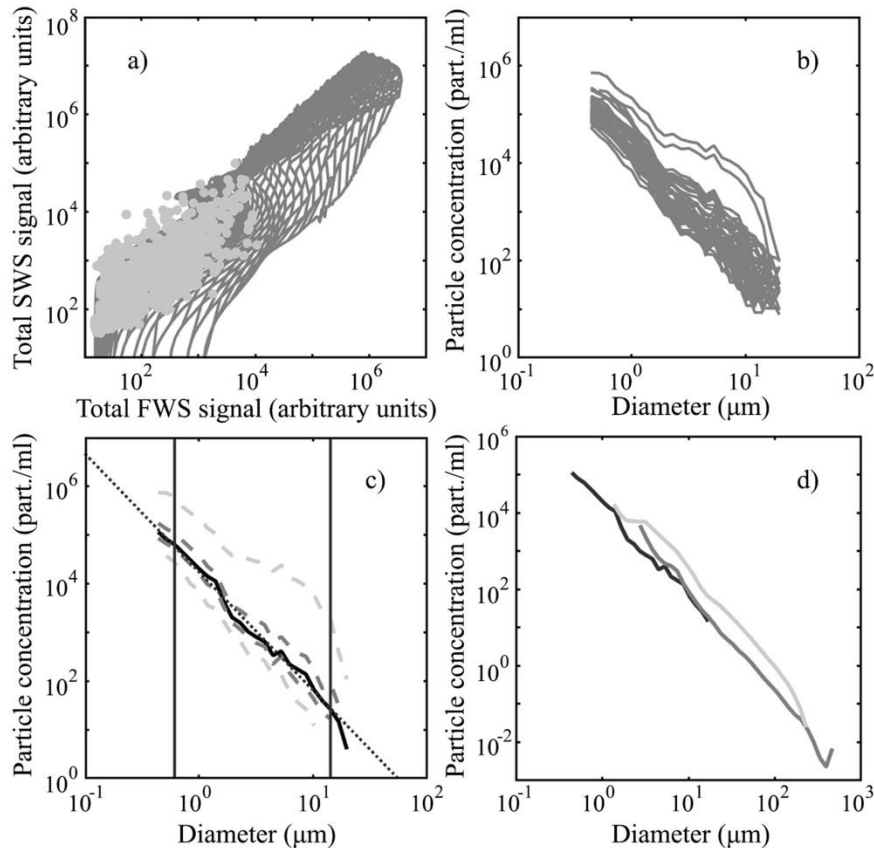 a)
Total SWS signal (arbitrary units)
10^8
10^6
10^4
10^2
10^2
10^4
10^6
Total FWS signal (arbitrary units)
b)
Particle concentration (part./ml)
10^6
10^4
10^2
10^0
10^-1
10^0
10^1
10^2
Diameter (μm)
c)
Particle concentration (part./ml)
10^6
10^4
10^2
10^0
10^-1
10^0
10^1
10^2
Diameter (μm)
d)
Particle concentration (part./ml)
10^6
10^4
10^2
10^0
10^-2
10^-1
10^0
10^1
10^2
10^3
Diameter (μm)